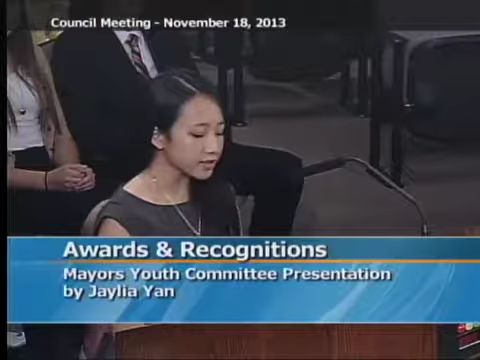 Council Meeting - November 18, 2013
Awards & Recognitions
Mayors Youth Committee Presentation
by Jaylia Yan